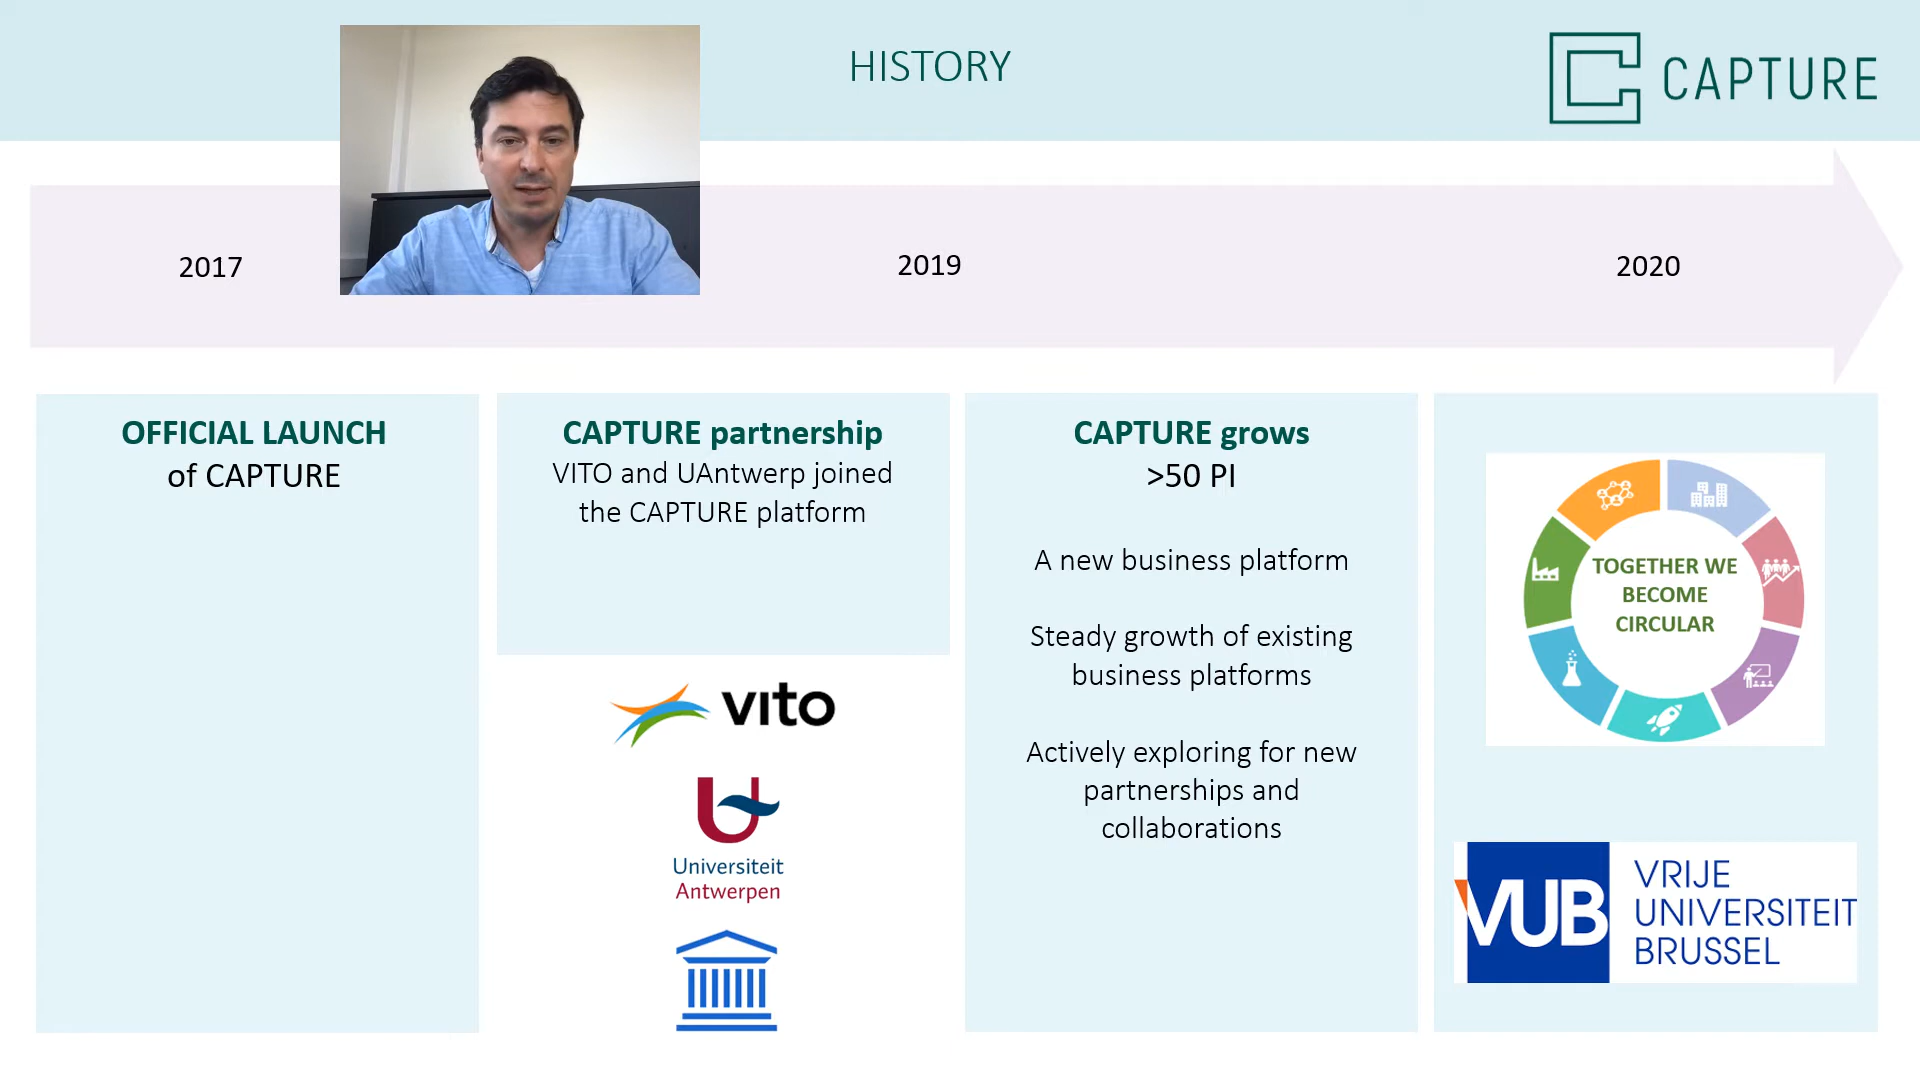 HISTORY
CAPTURE
2017
2019
2020
OFFICIAL LAUNCH
of CAPTURE
CAPTURE partnership
VITO and UAntwerp joined
the CAPTURE platform
vito
Universiteit
Antwerpen
CAPTURE grows
>50 PI
A new business platform
Steady growth of existing
business platforms
Actively exploring for new
partnerships and
collaborations
TOGETHER WE
BECOME
CIRCULAR
VUB
VRIJE
UNIVERSITEIT
BRUSSEL